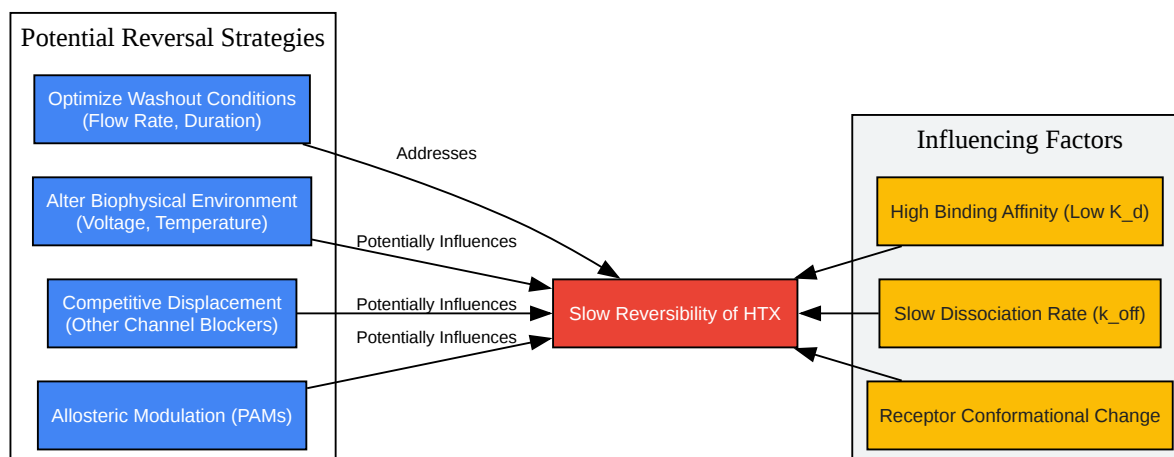 Potential Reversal Strategies
Optimize Washout Conditions
(Flow Rate, Duration)
Alter Biophysical Environment
(Voltage, Temperature)
Competitive Displacement
(Other Channel Blockers)
Allosteric Modulation (PAMs)
Addresses
Potentially Influences
Potentially Influences
Potentially Influences
Slow Reversibility of HTX
Influencing Factors
High Binding Affinity (Low K_d)
Slow Dissociation Rate (k_off)
Receptor Conformational Change